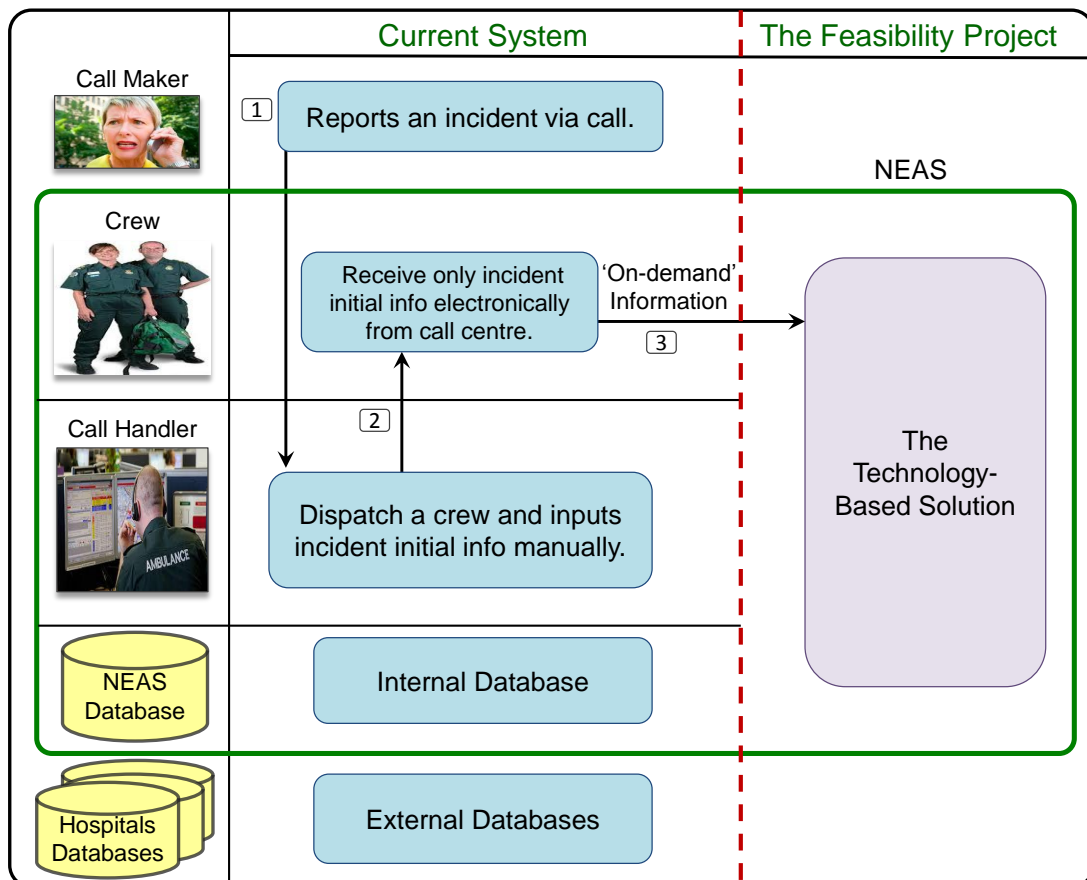 Current System
The Feasibility Project
Call Maker
1
Reports an incident via call.
NEAS
Crew
Receive only incident
initial info electronically
from call centre.
‘On-demand’
Information
3
2
Call Handler
AMBULANCE
Dispatch a crew and inputs
incident initial info manually.
The
Technology-
Based Solution
NEAS
Database
Internal Database
Hospitals
Databases
External Databases